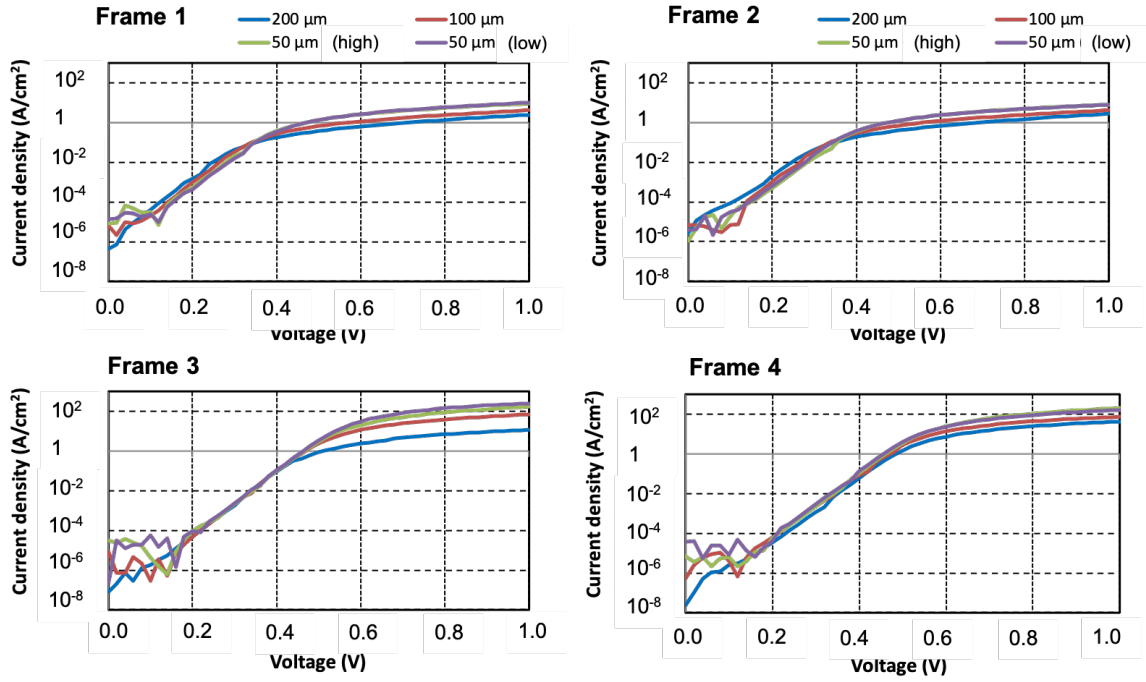 Frame 1
200 µm
100 µm
50 µm (high)
50 µm (low)
Current density (A/cm²)
10²
1
10⁻²
10⁻⁴
10⁻⁶
10⁻⁸
0.0 0.2 0.4 0.6 0.8 1.0
Voltage (V)
Frame 2
200 µm
100 µm
50 µm (high)
50 µm (low)
Current density (A/cm²)
10²
1
10⁻²
10⁻⁴
10⁻⁶
10⁻⁸
0.0 0.2 0.4 0.6 0.8 1.0
Voltage (V)
Frame 3
Current density (A/cm²)
10²
1
10⁻²
10⁻⁴
10⁻⁶
10⁻⁸
0.0 0.2 0.4 0.6 0.8 1.0
Voltage (V)
Frame 4
Current density (A/cm²)
10²
1
10⁻²
10⁻⁴
10⁻⁶
10⁻⁸
0.0 0.2 0.4 0.6 0.8 1.0
Voltage (V)